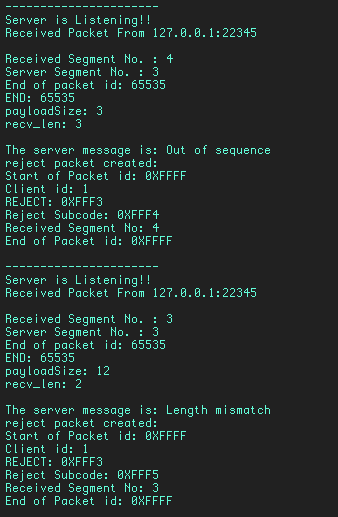 ----------------------
Server is Listening!!
Received Packet From 127.0.0.1:22345
Received Segment No. : 4
Server Segment No. : 3
End of packet id: 65535
END: 65535
payloadSize: 3
recv_len: 3
The server message is: Out of sequence
reject packet created:
Start of Packet id: 0XFFFF
Client id: 1
REJECT: 0XFFF3
Reject Subcode: 0XFFF4
Received Segment No: 4
End of Packet id: 0XFFFF
----------------------
Server is Listening!!
Received Packet From 127.0.0.1:22345
Received Segment No. : 3
Server Segment No. : 3
End of packet id: 65535
END: 65535
payloadSize: 12
recv_len: 2
The server message is: Length mismatch
reject packet created:
Start of Packet id: 0XFFFF
Client id: 1
REJECT: 0XFFF3
Reject Subcode: 0XFFF5
Received Segment No: 3
End of Packet id: 0XFFFF